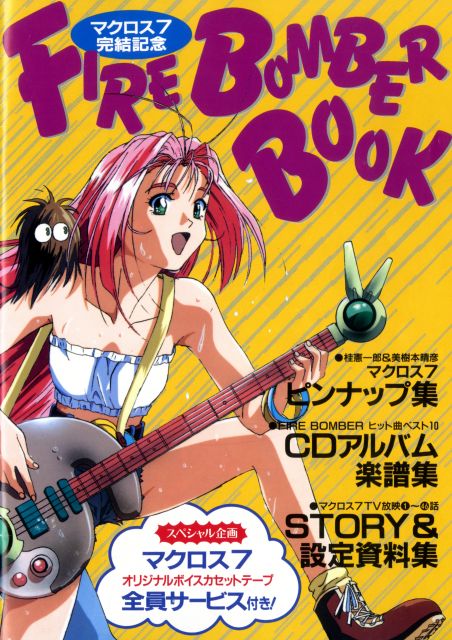 マクロス7
完結記念
FIRE BOMBER
BOOK
●桂憲一郎&美樹本晴彦
マクロス7
ピンナップ集
●FIRE BOMBER ヒット曲ベスト10
CDアルバム
楽譜集
●マクロス7TV放映❶〜㊻話
STORY&
設定資料集
スペシャル企画
マクロス7
オリジナルボイスカセットテープ
全員サービス付き!